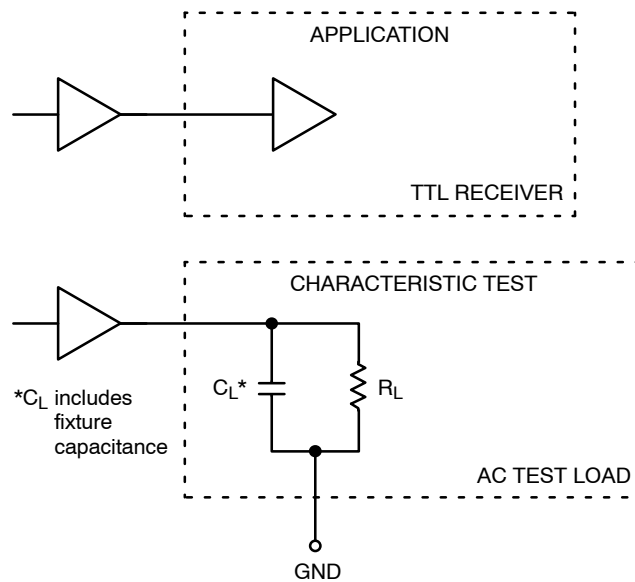 APPLICATION
TTL RECEIVER
CHARACTERISTIC TEST
*CL includes
fixture
capacitance
CL*
RL
AC TEST LOAD
GND